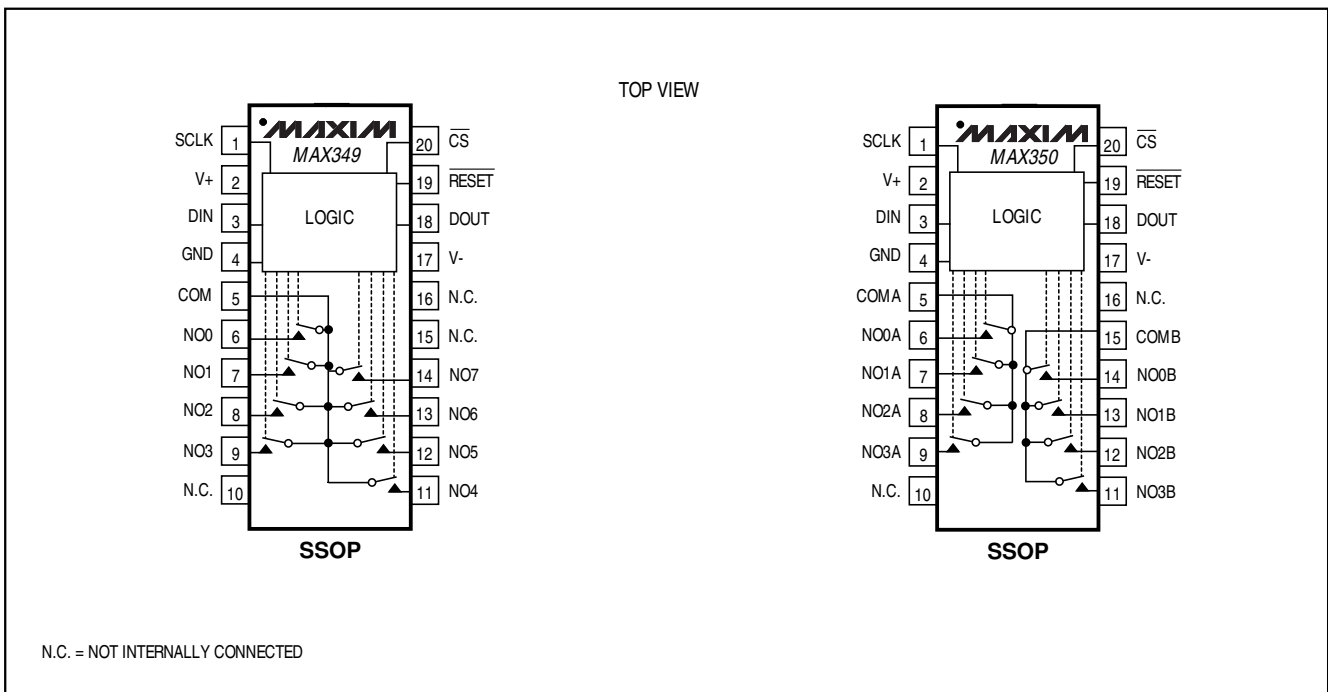 TOP VIEW
MAXIM
MAX349
SCLK 1
V+ 2
DIN 3
GND 4
COM 5
NO0 6
NO1 7
NO2 8
NO3 9
N.C. 10
LOGIC
20 CS
19 RESET
18 DOUT
17 V-
16 N.C.
15 N.C.
14 NO7
13 NO6
12 NO5
11 NO4
SSOP
MAXIM
MAX350
SCLK 1
V+ 2
DIN 3
GND 4
COMA 5
NO0A 6
NO1A 7
NO2A 8
NO3A 9
N.C. 10
LOGIC
20 CS
19 RESET
18 DOUT
17 V-
16 N.C.
15 COMB
14 NO0B
13 NO1B
12 NO2B
11 NO3B
SSOP
N.C. = NOT INTERNALLY CONNECTED